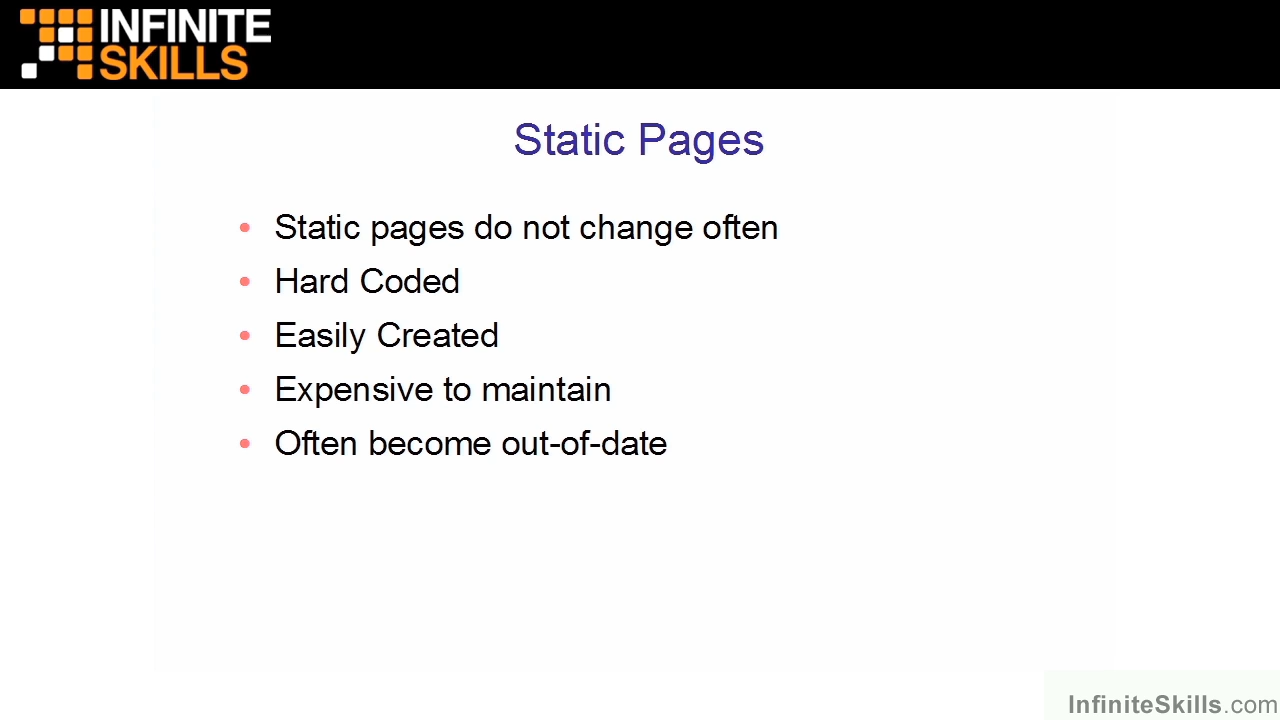 INFINITE
SKILLS
Static Pages
• Static pages do not change often
• Hard Coded
• Easily Created
• Expensive to maintain
• Often become out-of-date
InfiniteSkills.com